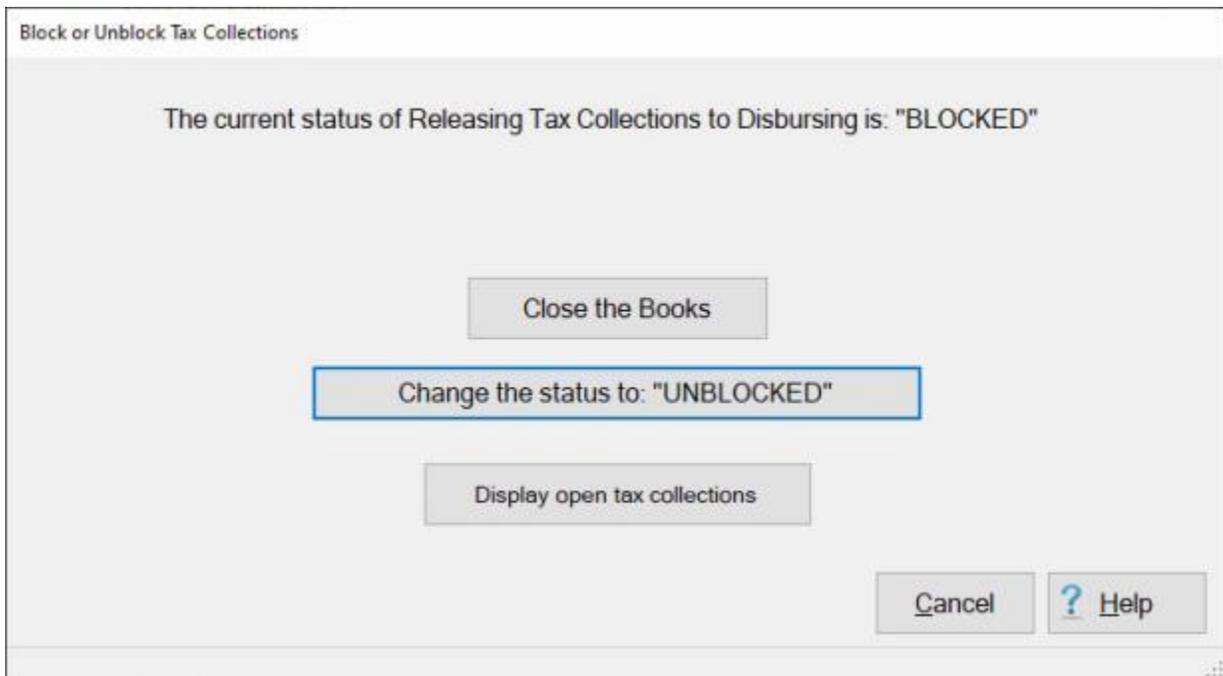 Block or Unblock Tax Collections
The current status of Releasing Tax Collections to Disbursing is: "BLOCKED"
Close the Books
Change the status to: "UNBLOCKED"
Display open tax collections
Cancel
? Help